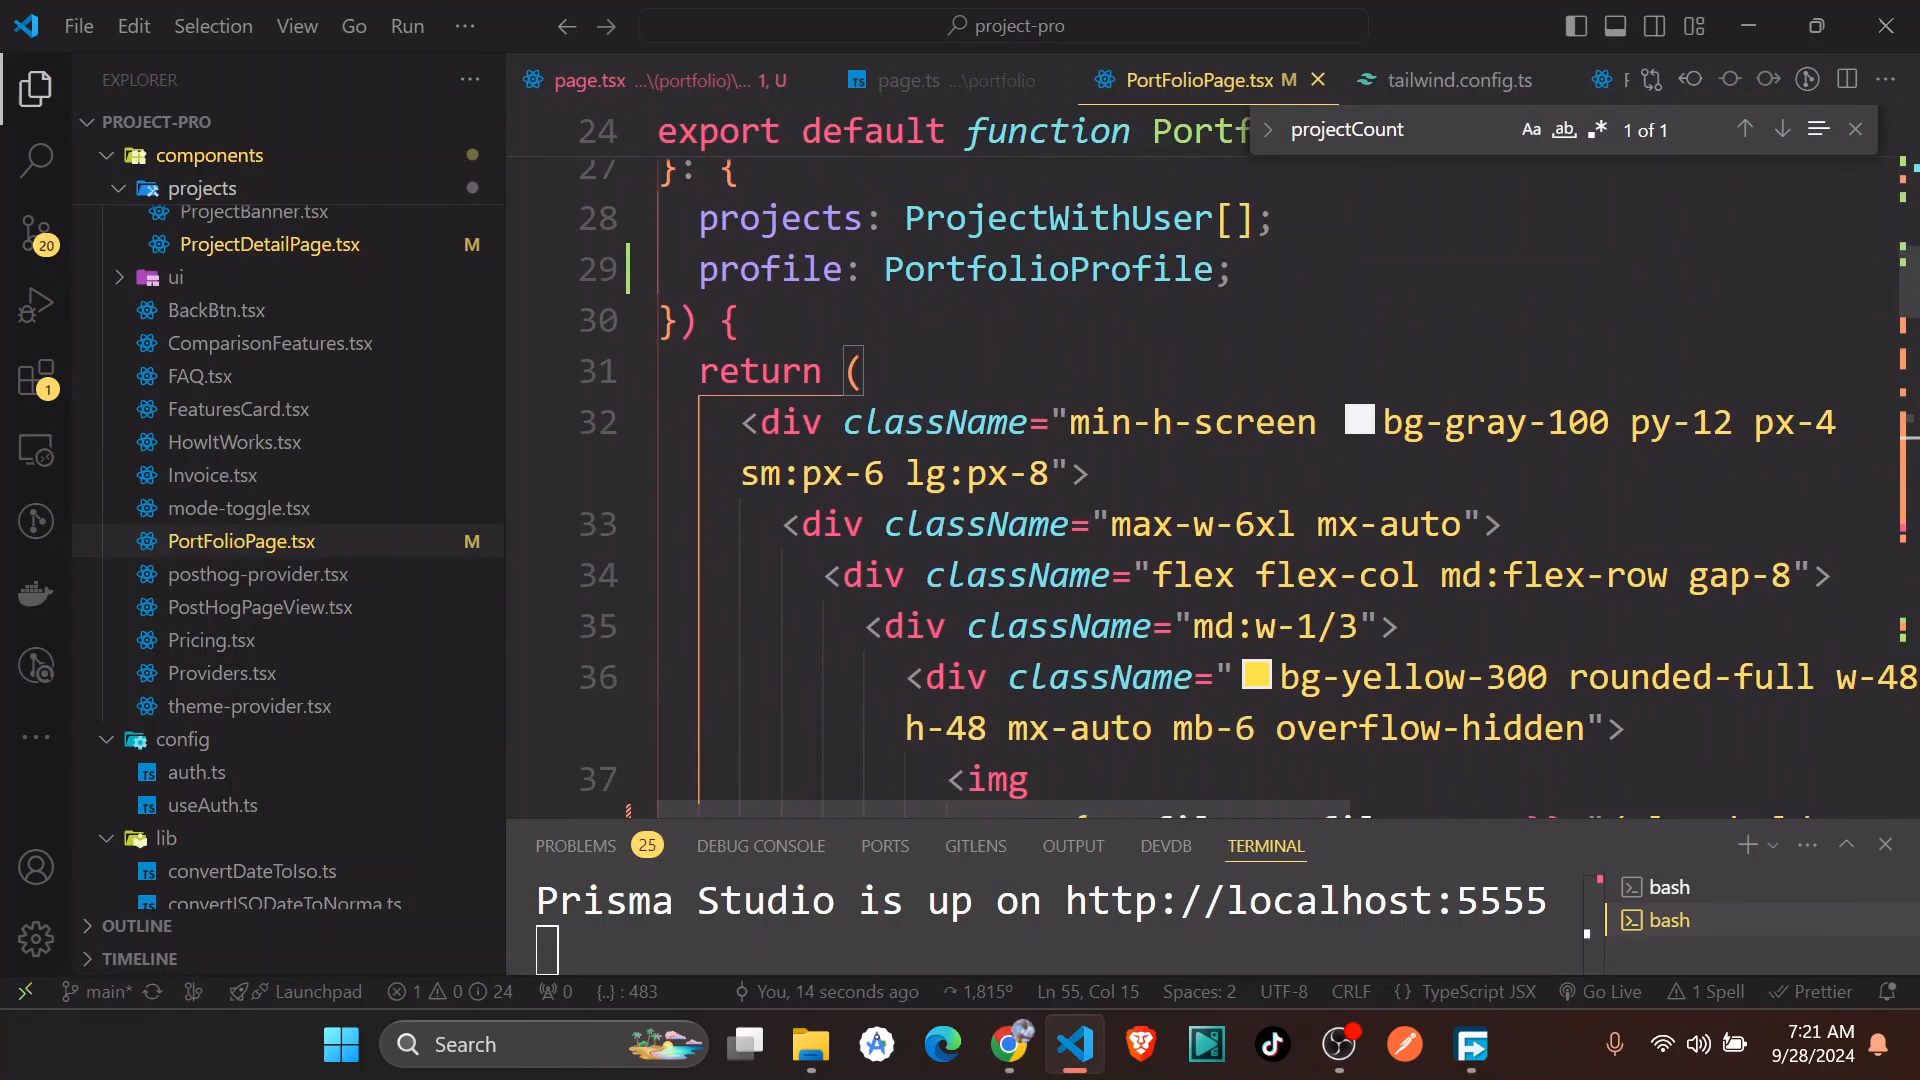 File Edit Selection View Go Run ···
project-pro
EXPLORER
PROJECT-PRO
components
projects
ProjectBanner.tsx
ProjectDetailPage.tsx M
ui
BackBtn.tsx
ComparisonFeatures.tsx
FAQ.tsx
FeaturesCard.tsx
HowItWorks.tsx
Invoice.tsx
mode-toggle.tsx
PortFolioPage.tsx M
posthog-provider.tsx
PostHogPageView.tsx
Pricing.tsx
Providers.tsx
theme-provider.tsx
config
auth.ts
useAuth.ts
lib
convertDateToIso.ts
convertISODateToNorma.ts
OUTLINE
TIMELINE
20
1
page.tsx ...\(portfolio)\... 1, U
page.ts ...\portfolio
PortFolioPage.tsx M
tailwind.config.ts
projectCount
Aa ab 1 of 1
24 export default function Portf
27 }: {
28 projects: ProjectWithUser[];
29 profile: PortfolioProfile;
30 }) {
31 return (
32 <div className="min-h-screen bg-gray-100 py-12 px-4
sm:px-6 lg:px-8">
33 <div className="max-w-6xl mx-auto">
34 <div className="flex flex-col md:flex-row gap-8">
35 <div className="md:w-1/3">
36 <div className="bg-yellow-300 rounded-full w-48
h-48 mx-auto mb-6 overflow-hidden">
37 <img
PROBLEMS 25 DEBUG CONSOLE PORTS GITLENS OUTPUT DEVDB TERMINAL
Prisma Studio is up on http://localhost:5555
bash
bash
main* Launchpad 1 0 24 0 {..} : 483 You, 14 seconds ago 1,815° Ln 55, Col 15 Spaces: 2 UTF-8 CRLF {} TypeScript JSX Go Live 1 Spell Prettier
Search
7:21 AM
9/28/2024